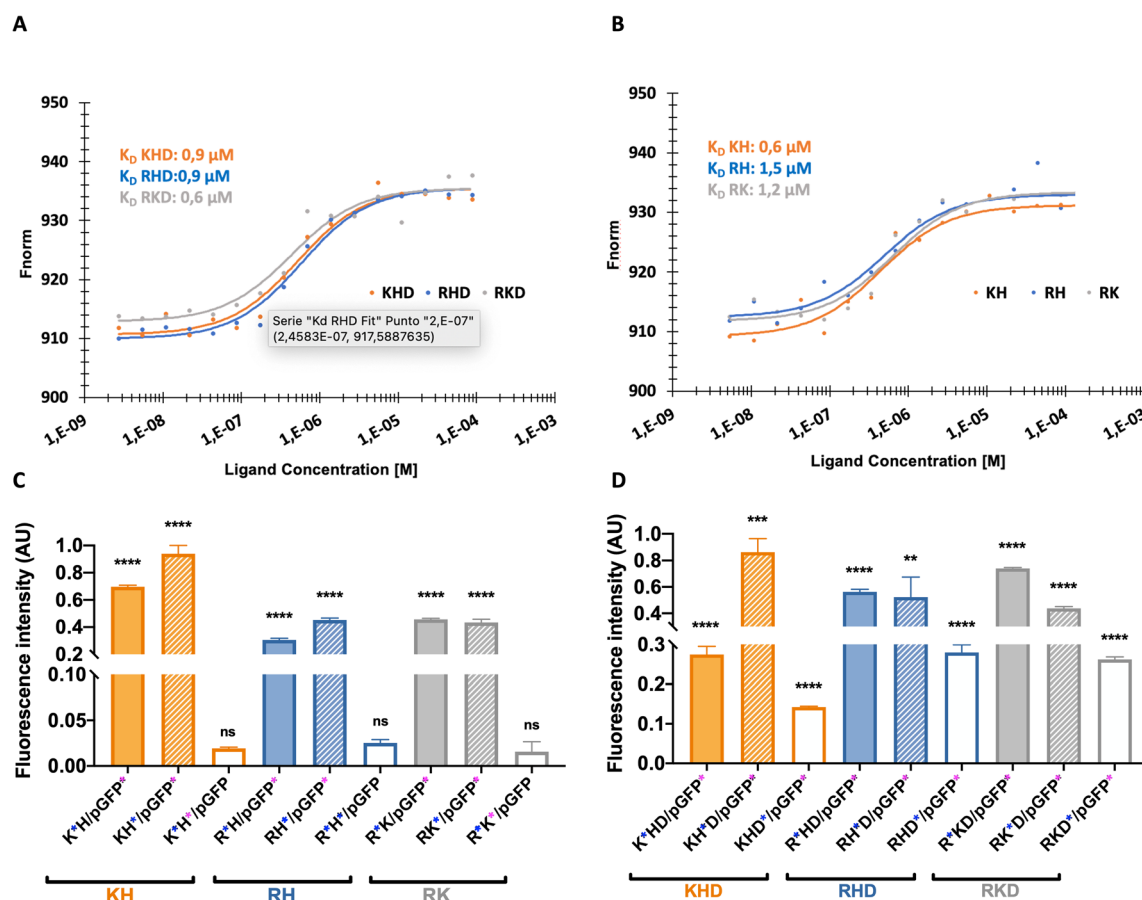 A
950
940
930
920
910
900
Fnorm
K_D KHD: 0,9 µM
K_D RHD:0,9 µM
K_D RKD: 0,6 µM
KHD RHD RKD
Serie "Kd RHD Fit" Punto "2,E-07"
(2,4583E-07, 917,5887635)
1,E-09 1,E-08 1,E-07 1,E-06 1,E-05 1,E-04 1,E-03
Ligand Concentration [M]
B
950
940
930
920
910
900
Fnorm
K_D KH: 0,6 µM
K_D RH: 1,5 µM
K_D RK: 1,2 µM
KH RH RK
1,E-09 1,E-08 1,E-07 1,E-06 1,E-05 1,E-04 1,E-03
Ligand Concentration [M]
C
Fluorescence intensity (AU)
1.0
0.8
0.6
0.4
0.2
0.10
0.05
0.00
**** **** ns **** **** ns **** **** ns
K*H/pGFP* KH*/pGFP* K*H*/pGFP R*H/pGFP* RH*/pGFP* R*H*/pGFP R*K/pGFP* RK*/pGFP* R*K*/pGFP
KH RH RK
D
Fluorescence intensity (AU)
1.0
0.8
0.6
0.4
0.3
0.2
0.1
0.0
**** *** **** **** ** **** **** **** ****
K*HD/pGFP* KH*D/pGFP* KHD*/pGFP* R*HD/pGFP* RH*D/pGFP* RHD*/pGFP* R*KD/pGFP* RK*D/pGFP* RKD*/pGFP*
KHD RHD RKD